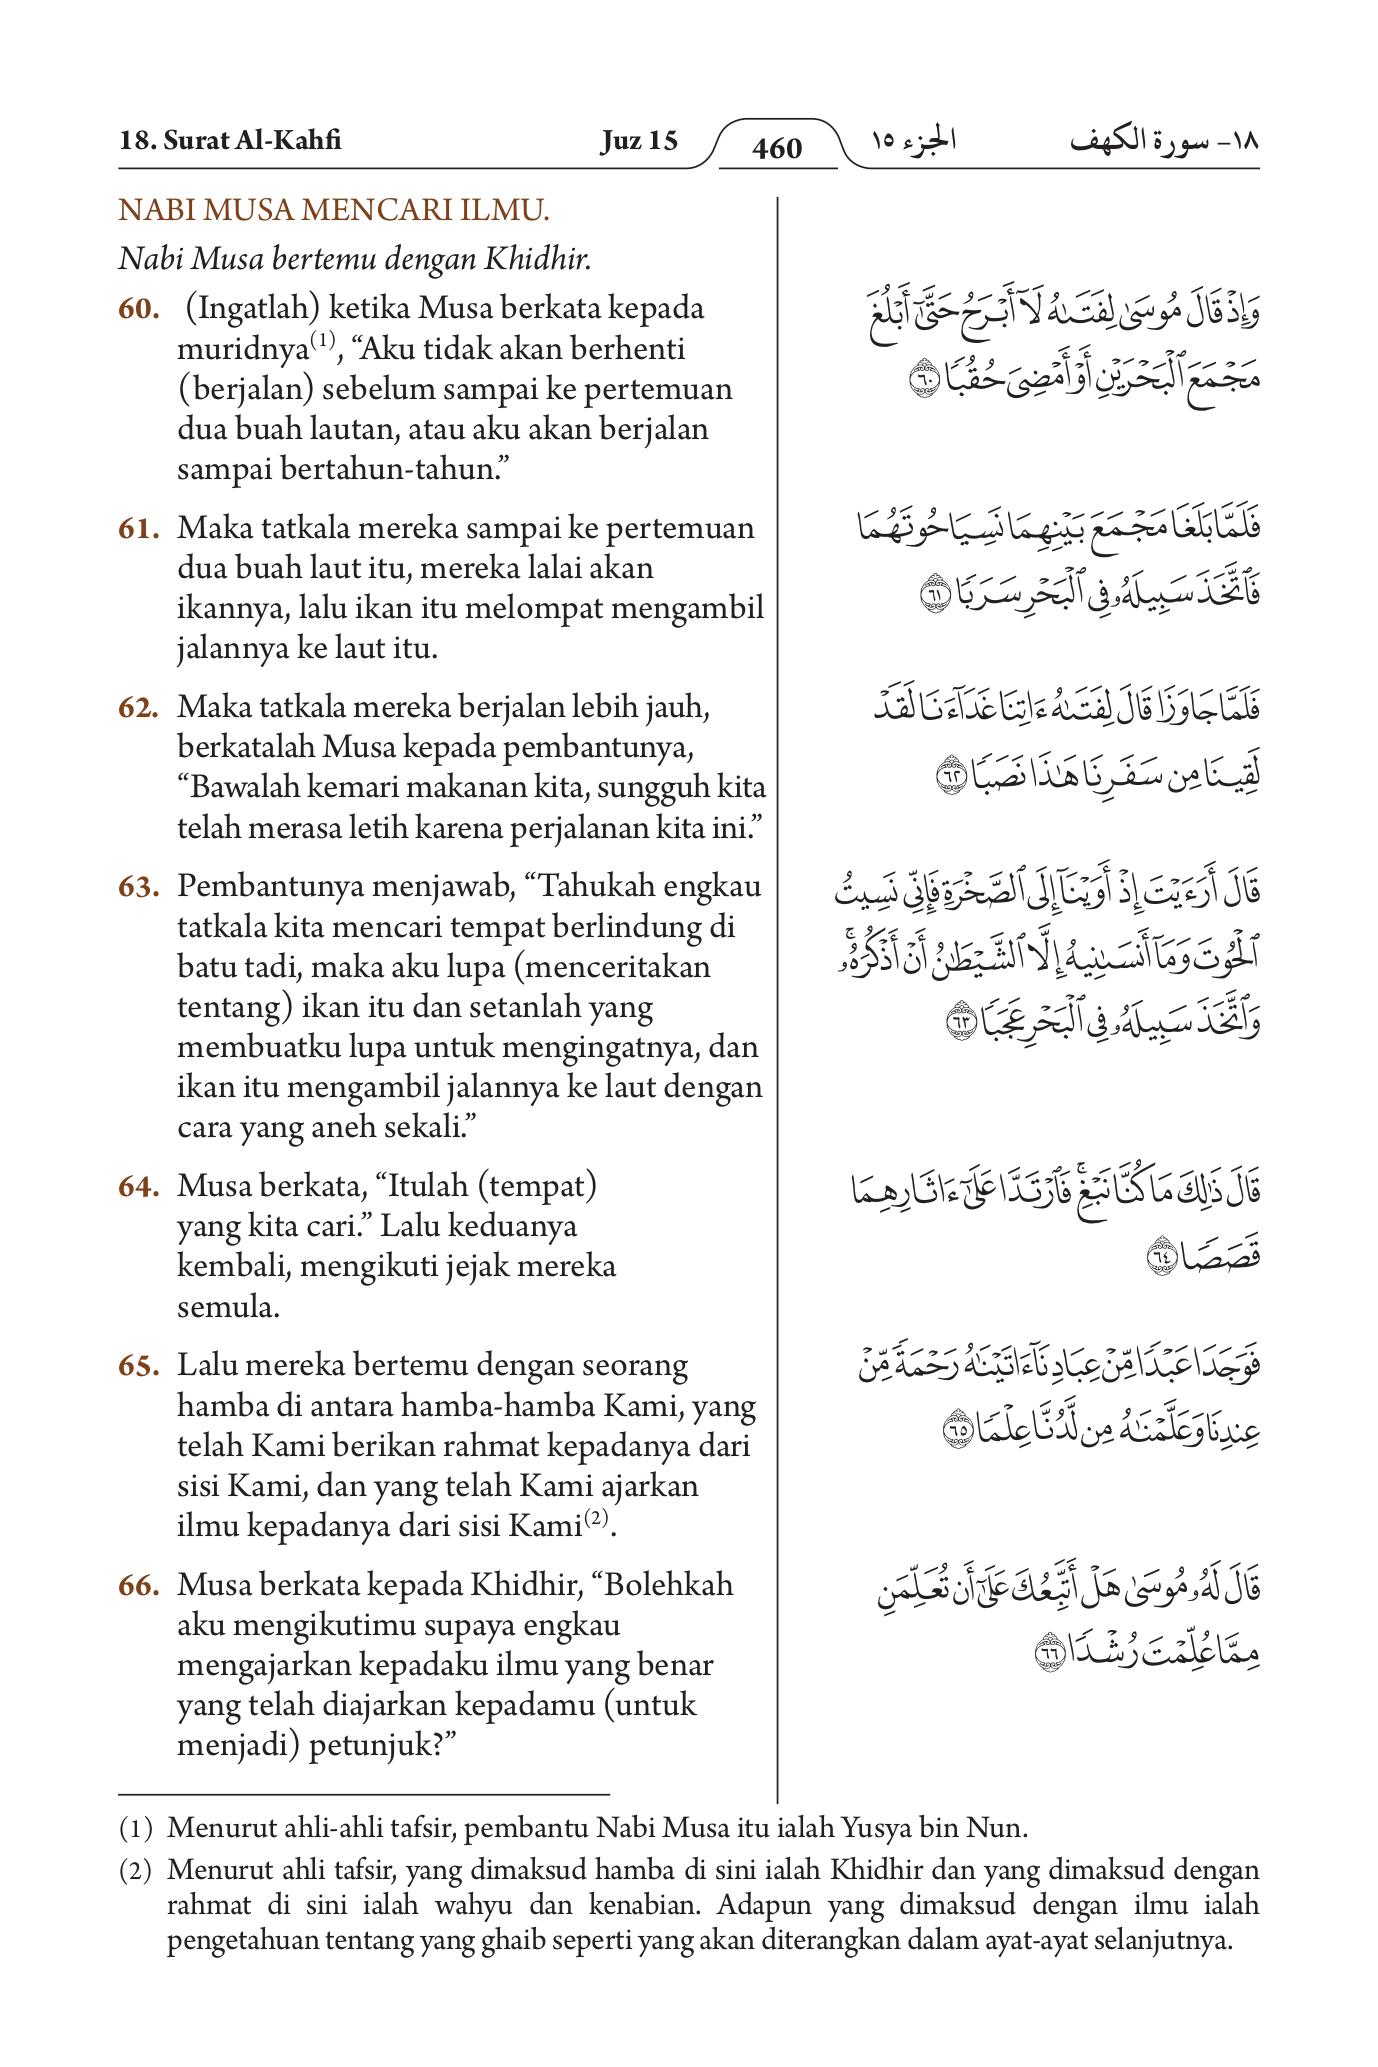 18. Surat Al-Kahfi
Juz 15
460
الجزء ١٥
١٨- سورة الكهف
NABI MUSA MENCARI ILMU.
Nabi Musa bertemu dengan Khidhir.
60. (Ingatlah) ketika Musa berkata kepada
muridnya(1), “Aku tidak akan berhenti
(berjalan) sebelum sampai ke pertemuan
dua buah lautan, atau aku akan berjalan
sampai bertahun-tahun.”
61. Maka tatkala mereka sampai ke pertemuan
dua buah laut itu, mereka lalai akan
ikannya, lalu ikan itu melompat mengambil
jalannya ke laut itu.
62. Maka tatkala mereka berjalan lebih jauh,
berkatalah Musa kepada pembantunya,
“Bawalah kemari makanan kita, sungguh kita
telah merasa letih karena perjalanan kita ini.”
63. Pembantunya menjawab, “Tahukah engkau
tatkala kita mencari tempat berlindung di
batu tadi, maka aku lupa (menceritakan
tentang) ikan itu dan setanlah yang
membuatku lupa untuk mengingatnya, dan
ikan itu mengambil jalannya ke laut dengan
cara yang aneh sekali.”
64. Musa berkata, “Itulah (tempat)
yang kita cari.” Lalu keduanya
kembali, mengikuti jejak mereka
semula.
65. Lalu mereka bertemu dengan seorang
hamba di antara hamba-hamba Kami, yang
telah Kami berikan rahmat kepadanya dari
sisi Kami, dan yang telah Kami ajarkan
ilmu kepadanya dari sisi Kami(2).
66. Musa berkata kepada Khidhir, “Bolehkah
aku mengikutimu supaya engkau
mengajarkan kepadaku ilmu yang benar
yang telah diajarkan kepadamu (untuk
menjadi) petunjuk?”
وَإِذْ قَالَ مُوسَىٰ لِفَتَىٰهُ لَآ أَبْرَحُ حَتَّىٰٓ أَبْلُغَ
مَجْمَعَ ٱلْبَحْرَيْنِ أَوْ أَمْضِىَ حُقُبًا ٦٠
فَلَمَّا بَلَغَا مَجْمَعَ بَيْنِهِمَا نَسِيَا حُوتَهُمَا
فَٱتَّخَذَ سَبِيلَهُۥ فِى ٱلْبَحْرِ سَرَبًا ٦١
فَلَمَّا جَاوَزَا قَالَ لِفَتَىٰهُ ءَاتِنَا غَدَآءَنَا لَقَدْ
لَقِينَا مِن سَفَرِنَا هَٰذَا نَصَبًا ٦٢
قَالَ أَرَءَيْتَ إِذْ أَوَيْنَآ إِلَى ٱلصَّخْرَةِ فَإِنِّى نَسِيتُ
ٱلْحُوتَ وَمَآ أَنسَىٰنِيهُ إِلَّا ٱلشَّيْطَٰنُ أَنْ أَذْكُرَهُۥ ۚ
وَٱتَّخَذَ سَبِيلَهُۥ فِى ٱلْبَحْرِ عَجَبًا ٦٣
قَالَ ذَٰلِكَ مَا كُنَّا نَبْغِ ۚ فَٱرْتَدَّا عَلَىٰٓ ءَاثَارِهِمَا
قَصَصًا ٦٤
فَوَجَدَا عَبْدًا مِّنْ عِبَادِنَآ ءَاتَيْنَٰهُ رَحْمَةً مِّنْ
عِندِنَا وَعَلَّمْنَٰهُ مِن لَّدُنَّا عِلْمًا ٦٥
قَالَ لَهُۥ مُوسَىٰ هَلْ أَتَّبِعُكَ عَلَىٰٓ أَن تُعَلِّمَنِ
مِمَّا عُلِّمْتَ رُشْدًا ٦٦
(1) Menurut ahli-ahli tafsir, pembantu Nabi Musa itu ialah Yusya bin Nun.
(2) Menurut ahli tafsir, yang dimaksud hamba di sini ialah Khidhir dan yang dimaksud dengan
rahmat di sini ialah wahyu dan kenabian. Adapun yang dimaksud dengan ilmu ialah
pengetahuan tentang yang ghaib seperti yang akan diterangkan dalam ayat-ayat selanjutnya.